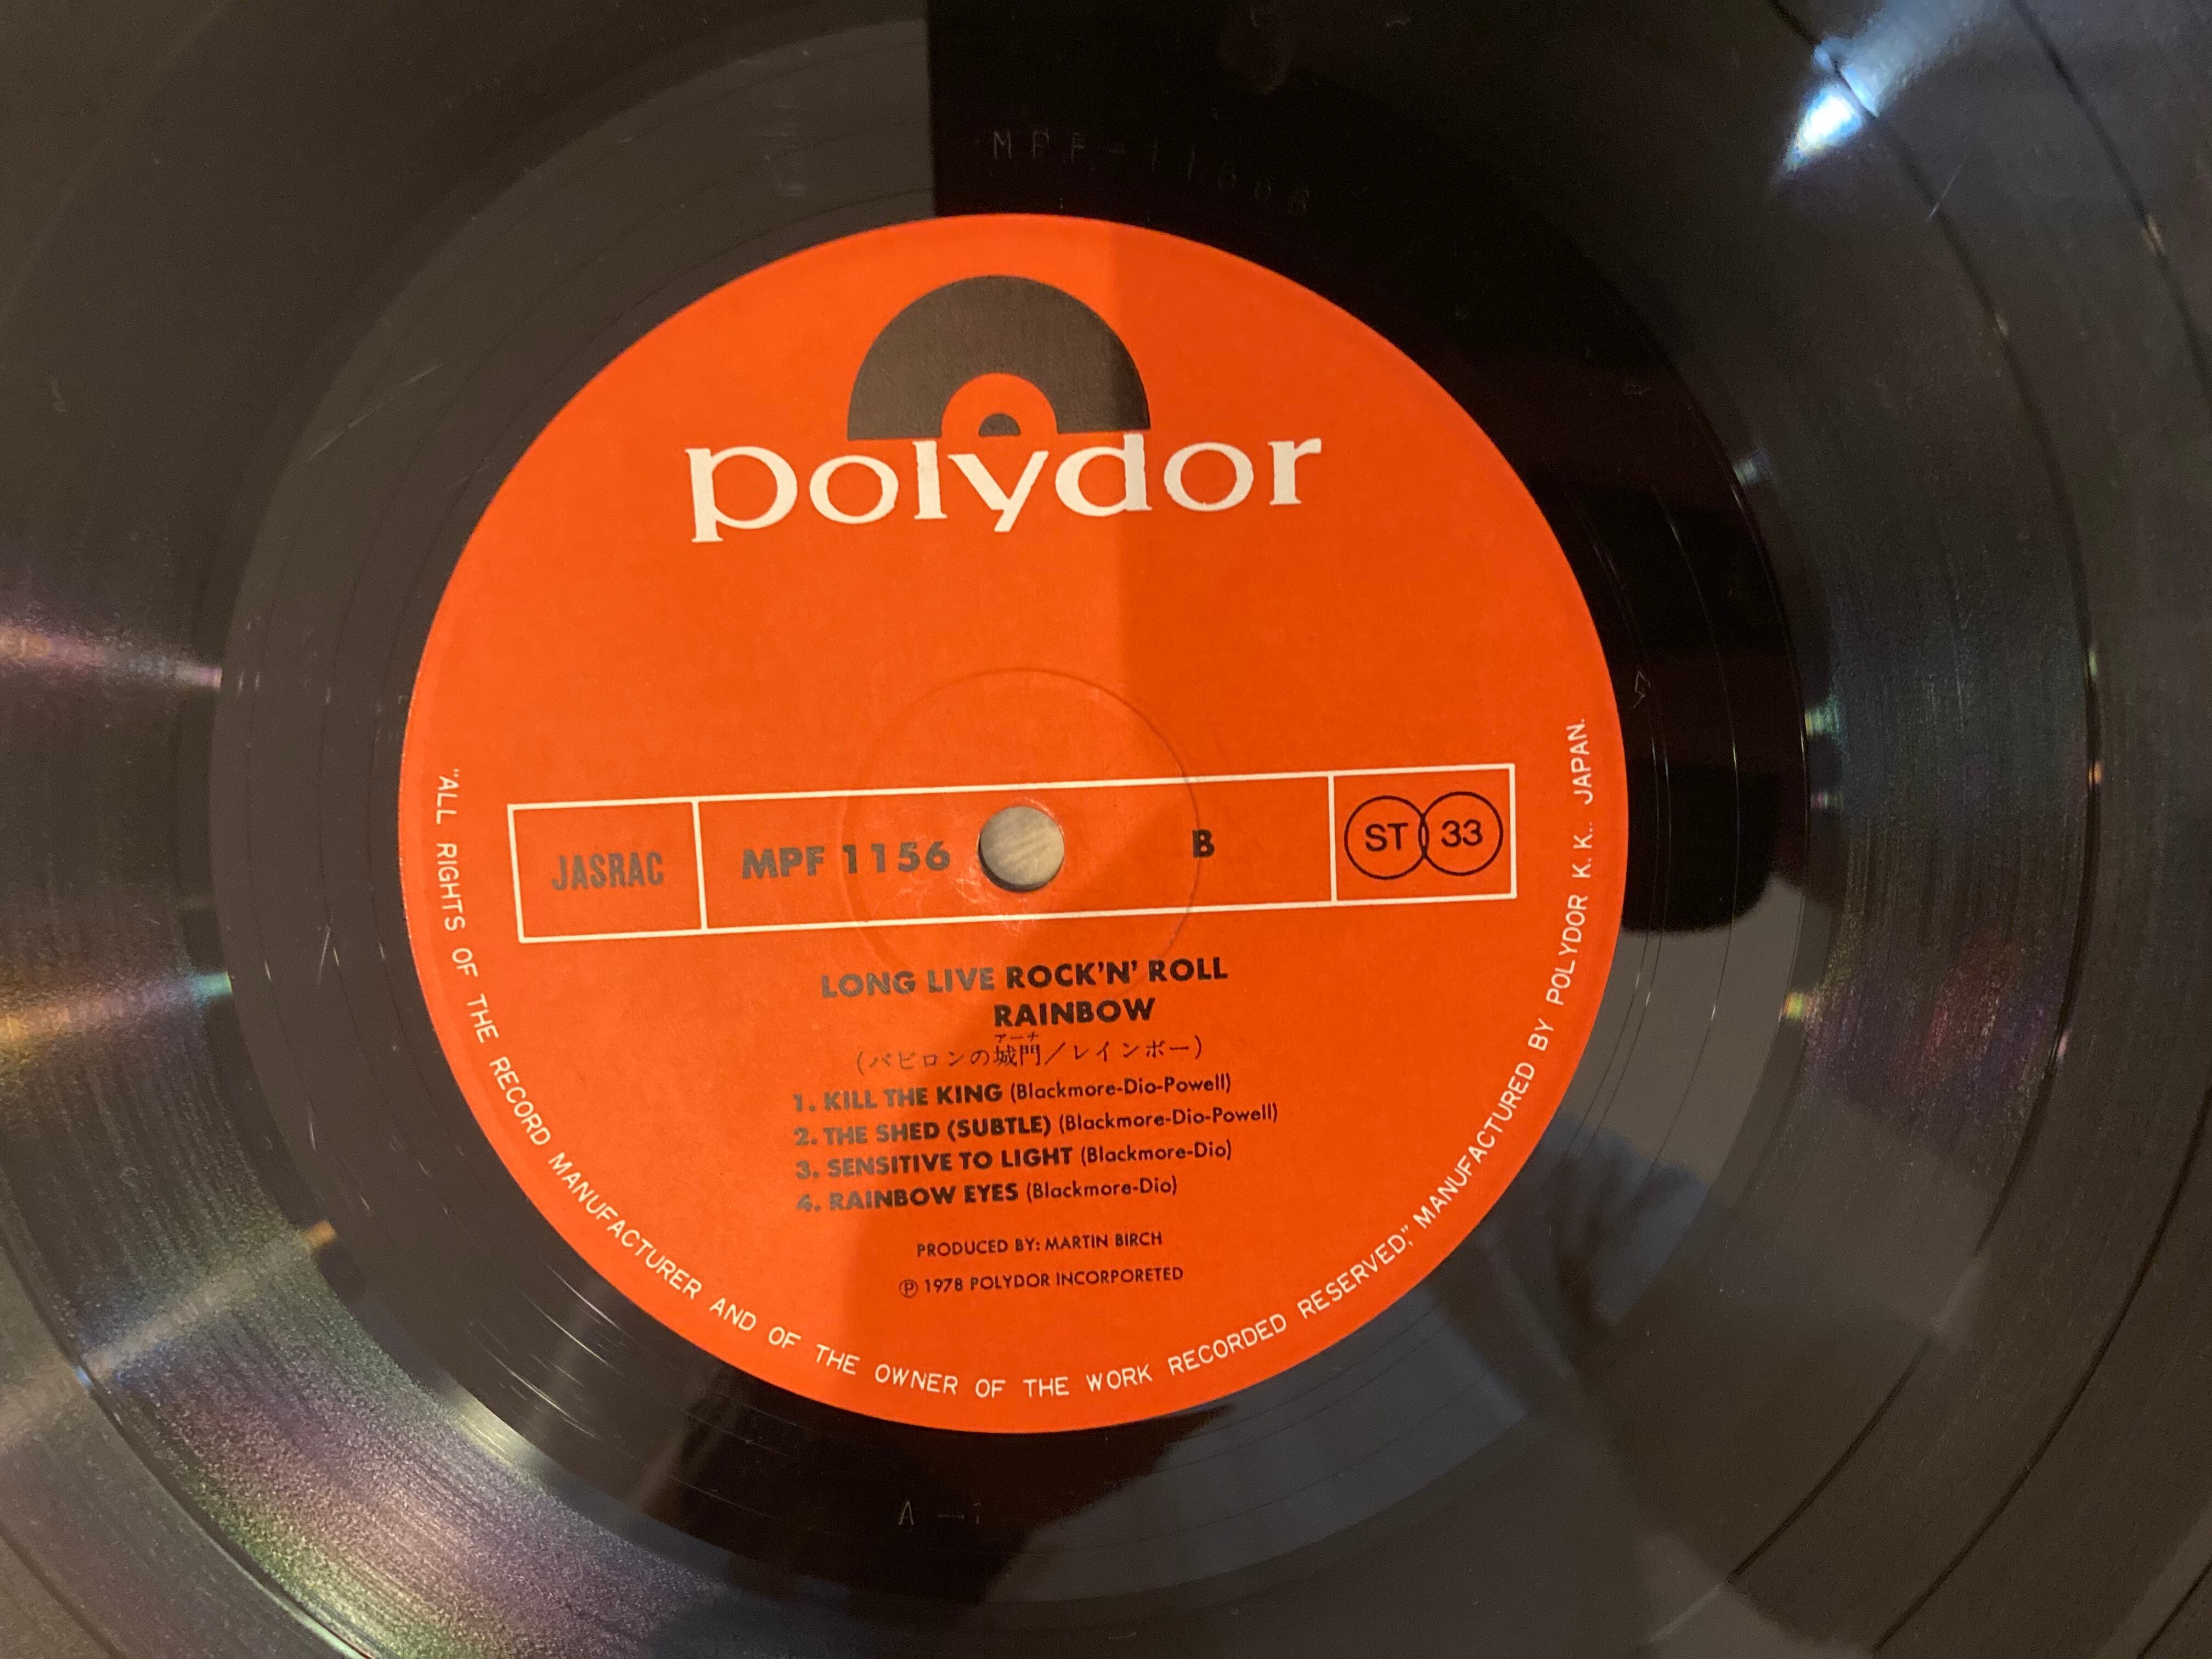 polydor
JASRAC
MPF 1156
B
ST 33
LONG LIVE ROCK'N' ROLL
RAINBOW
アーチ
(バビロンの城門/レインボー)
1. KILL THE KING (Blackmore-Dio-Powell)
2. THE SHED (SUBTLE) (Blackmore-Dio-Powell)
3. SENSITIVE TO LIGHT (Blackmore-Dio)
4. RAINBOW EYES (Blackmore-Dio)
PRODUCED BY: MARTIN BIRCH
Ⓟ 1978 POLYDOR INCORPORETED
"ALL RIGHTS OF THE RECORD MANUFACTURER AND OF THE OWNER OF THE WORK RECORDED RESERVED," MANUFACTURED BY POLYDOR K. K.. JAPAN.